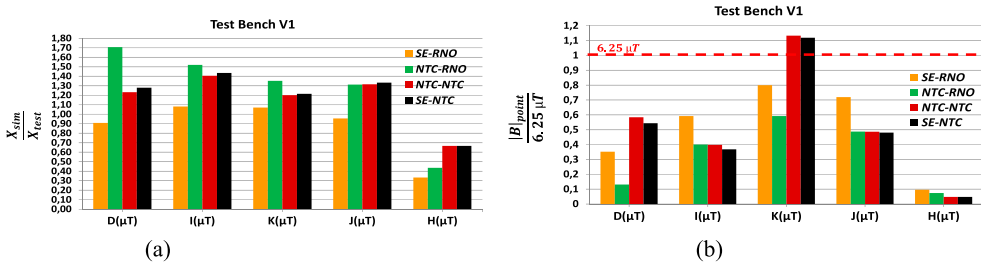 Test Bench V1
1,80
1,70
1,60
1,50
1,40
1,30
1,20
1,10
1,00
0,90
0,80
0,70
0,60
0,50
0,40
0,30
0,20
0,10
0,00
X_sim
X_test
SE-RNO
NTC-RNO
NTC-NTC
SE-NTC
D(µT) I(µT) K(µT) J(µT) H(µT)
(a)
Test Bench V1
1,2
1,1
1
0,9
0,8
0,7
0,6
0,5
0,4
0,3
0,2
0,1
0
|B|_point
6.25 µT
6.25 µT
SE-RNO
NTC-RNO
NTC-NTC
SE-NTC
D(µT) I(µT) K(µT) J(µT) H(µT)
(b)